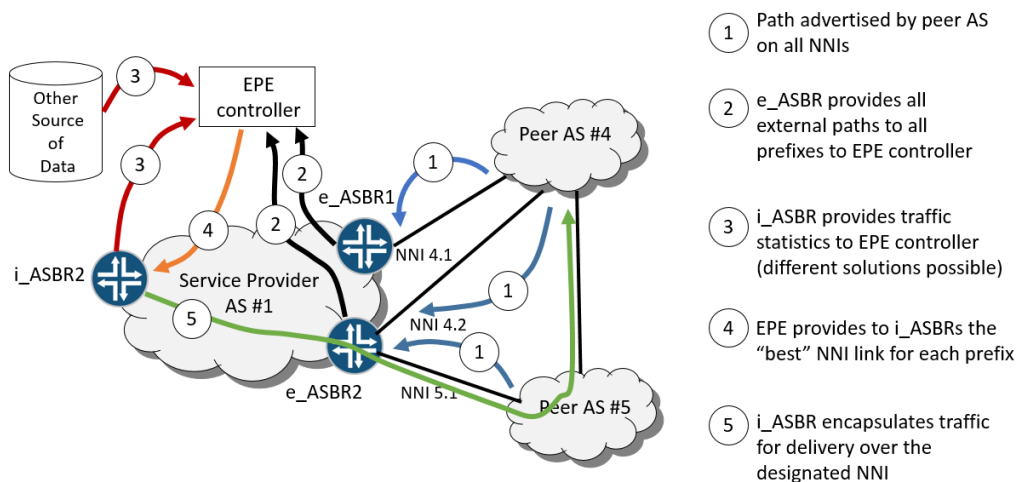 Other
Source
of
Data
3
EPE
controller
3
2
1
Peer AS #4
e_ASBR1
4
2
NNI 4.1
i_ASBR2
Service Provider
AS #1
5
1
NNI 4.2
1
e_ASBR2
NNI 5.1
Peer AS #5
1
Path advertised by peer AS
on all NNIs
2
e_ASBR provides all
external paths to all
prefixes to EPE controller
3
i_ASBR provides traffic
statistics to EPE controller
(different solutions possible)
4
EPE provides to i_ASBRs the
“best” NNI link for each prefix
5
i_ASBR encapsulates traffic
for delivery over the
designated NNI